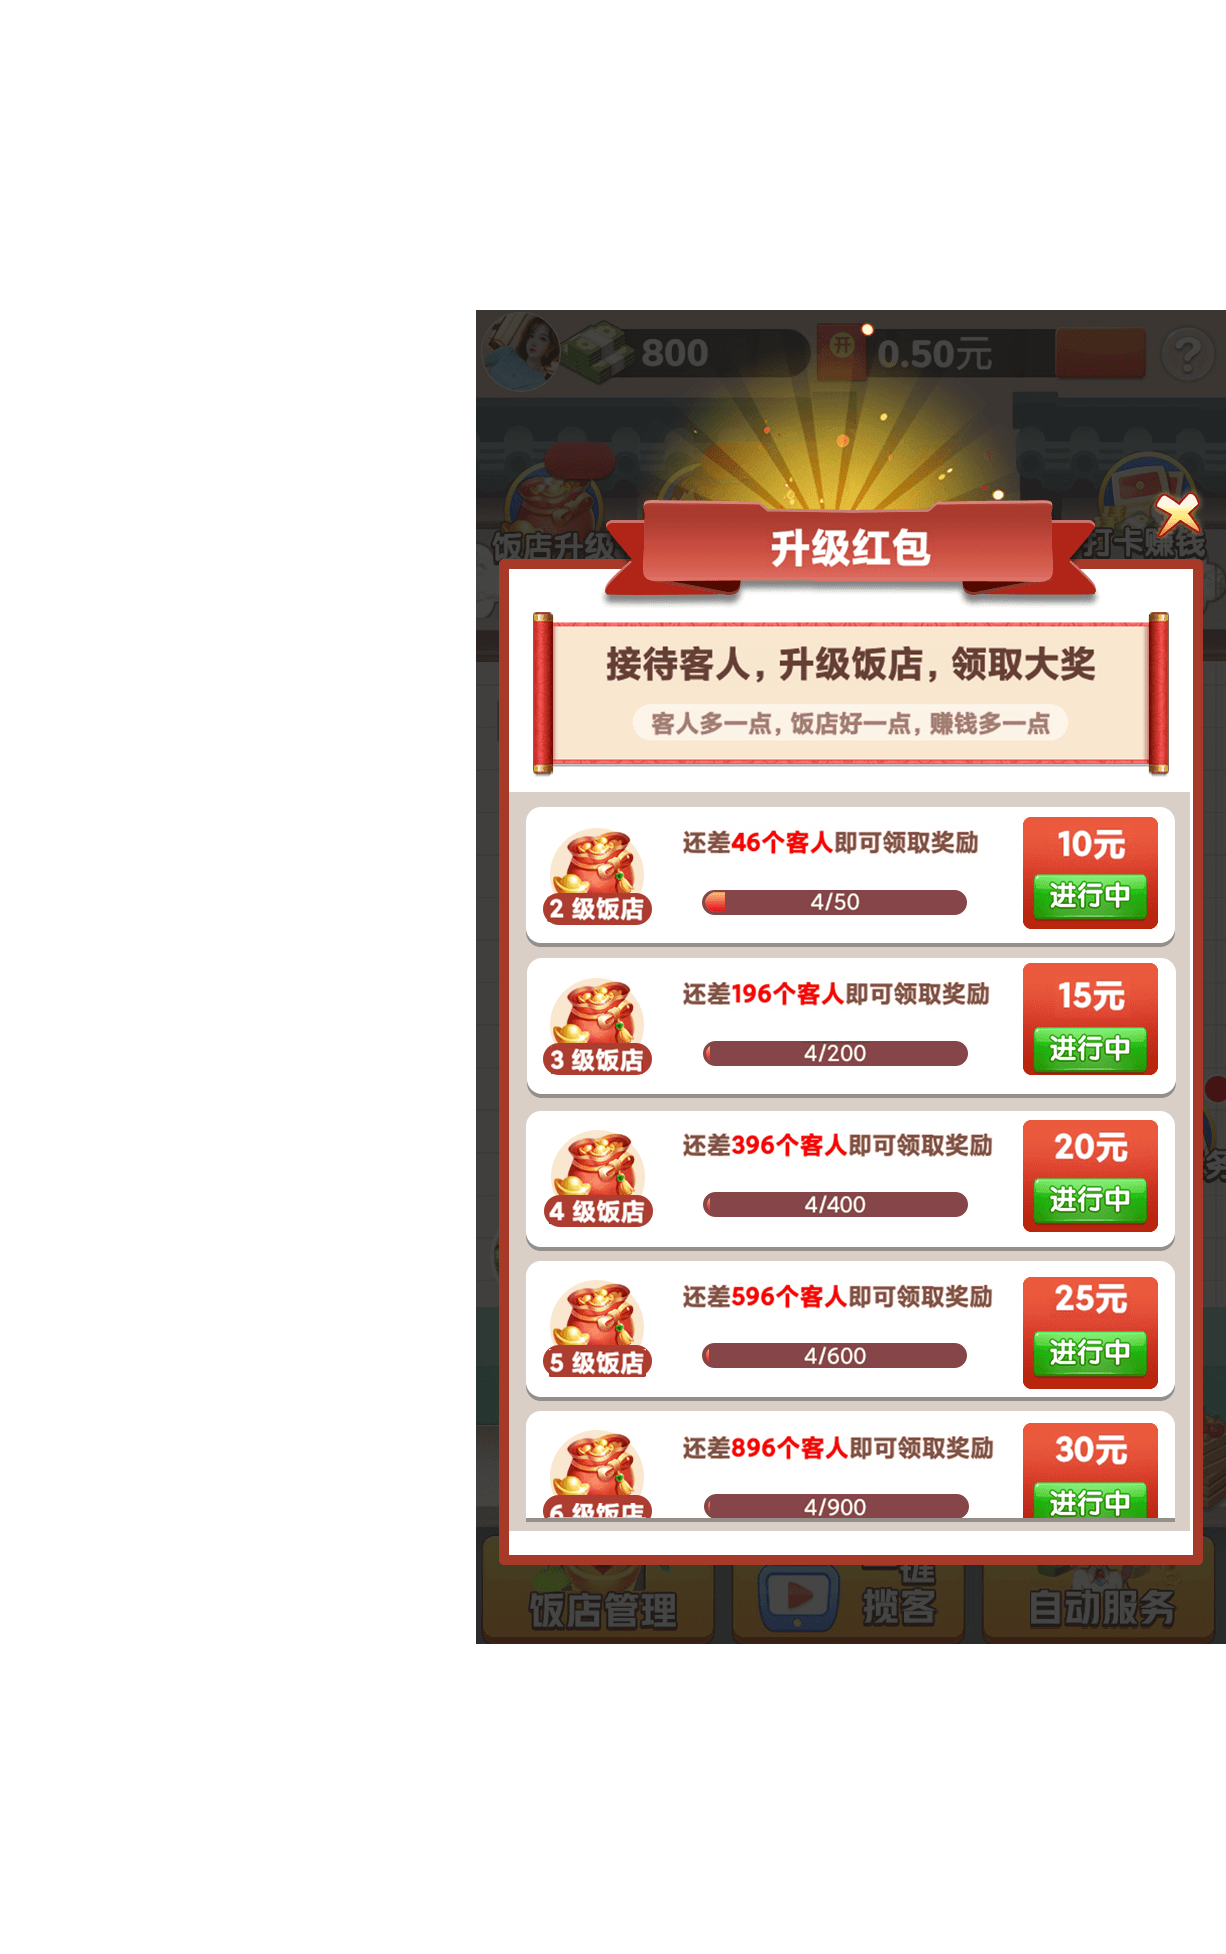 800
开
0.50元
?
饭店升级
打卡赚钱
升级红包
接待客人，升级饭店，领取大奖
客人多一点，饭店好一点，赚钱多一点
还差46个客人即可领取奖励
10元
2 级饭店
4/50
进行中
还差196个客人即可领取奖励
15元
3 级饭店
4/200
进行中
还差396个客人即可领取奖励
20元
4 级饭店
4/400
进行中
还差596个客人即可领取奖励
25元
5 级饭店
4/600
进行中
还差896个客人即可领取奖励
30元
6 级饭店
4/900
进行中
务
饭店管理
一键
揽客
自动服务